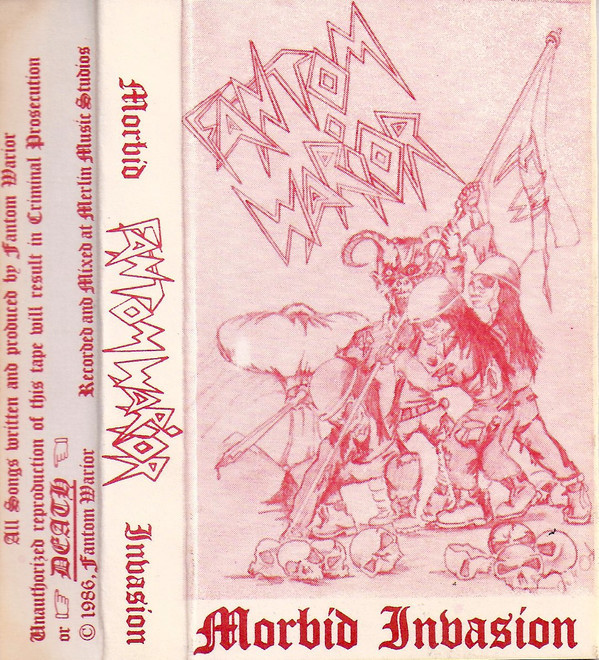 All Songs written and produced by Fantom Warior
Unauthorized reproduction of this tape will result in Criminal Prosecution
or ☞ DEATH ☜
© 1986, Fantom Warior
Recorded and Mixed at Merlin Music Studios
Morbid
FANTOM WARIOR
Invasion
FANTOM
WARIOR
Morbid Invasion